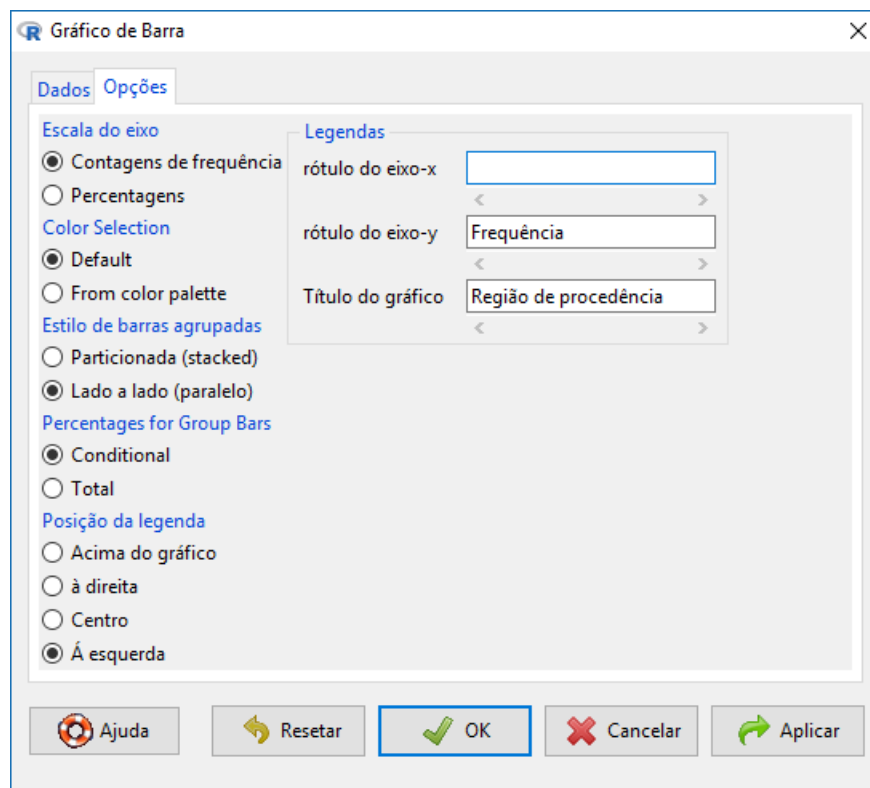 Gráfico de Barra
Dados Opções
Escala do eixo
Contagens de frequência
Percentagens
Color Selection
Default
From color palette
Estilo de barras agrupadas
Particionada (stacked)
Lado a lado (paralelo)
Percentages for Group Bars
Conditional
Total
Posição da legenda
Acima do gráfico
à direita
Centro
Á esquerda
Legendas
rótulo do eixo-x
rótulo do eixo-y Frequência
Título do gráfico Região de procedência
Ajuda Resetar OK Cancelar Aplicar